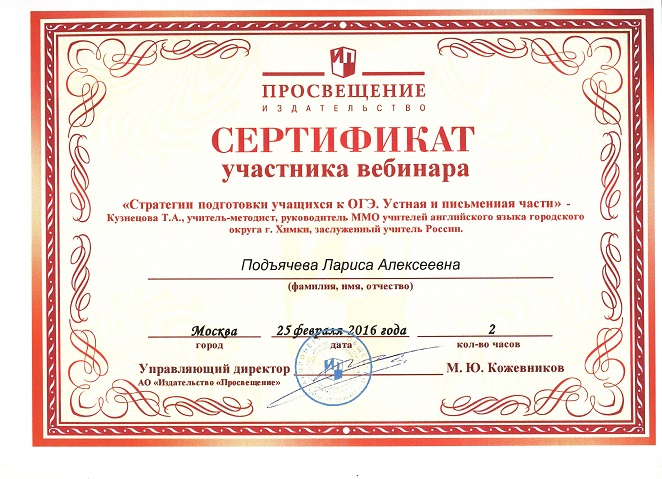 ИП
ПРОСВЕЩЕНИЕ
ИЗДАТЕЛЬСТВО
СЕРТИФИКАТ
участника вебинара
«Стратегии подготовки учащихся к ОГЭ. Устная и письменная части» -
Кузнецова Т.А., учитель-методист, руководитель ММО учителей английского языка городского
округа г. Химки, заслуженный учитель России.
Подъячева Лариса Алексеевна
(фамилия, имя, отчество)
Москва 25 февраля 2016 года 2
город дата кол-во часов
Управляющий директор М. Ю. Кожевников
АО «Издательство «Просвещение»
ИП